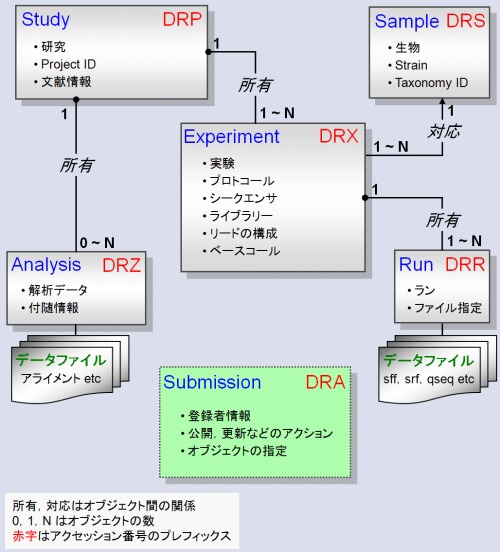 Study DRP
• 研究
• Project ID
• 文献情報
Sample DRS
• 生物
• Strain
• Taxonomy ID
1
所有
1 ~ N
1
対応
1 ~ N
Experiment DRX
• 実験
• プロトコール
• シークエンサ
• ライブラリー
• リードの構成
• ベースコール
1
所有
0 ~ N
1
所有
1 ~ N
Analysis DRZ
• 解析データ
• 付随情報
Run DRR
• ラン
• ファイル指定
データファイル
アライメント etc
データファイル
sff, srf, qseq etc
Submission DRA
• 登録者情報
• 公開, 更新などのアクション
• オブジェクトの指定
所有, 対応はオブジェクト間の関係
0, 1, N はオブジェクトの数
赤字はアクセッション番号のプレフィックス